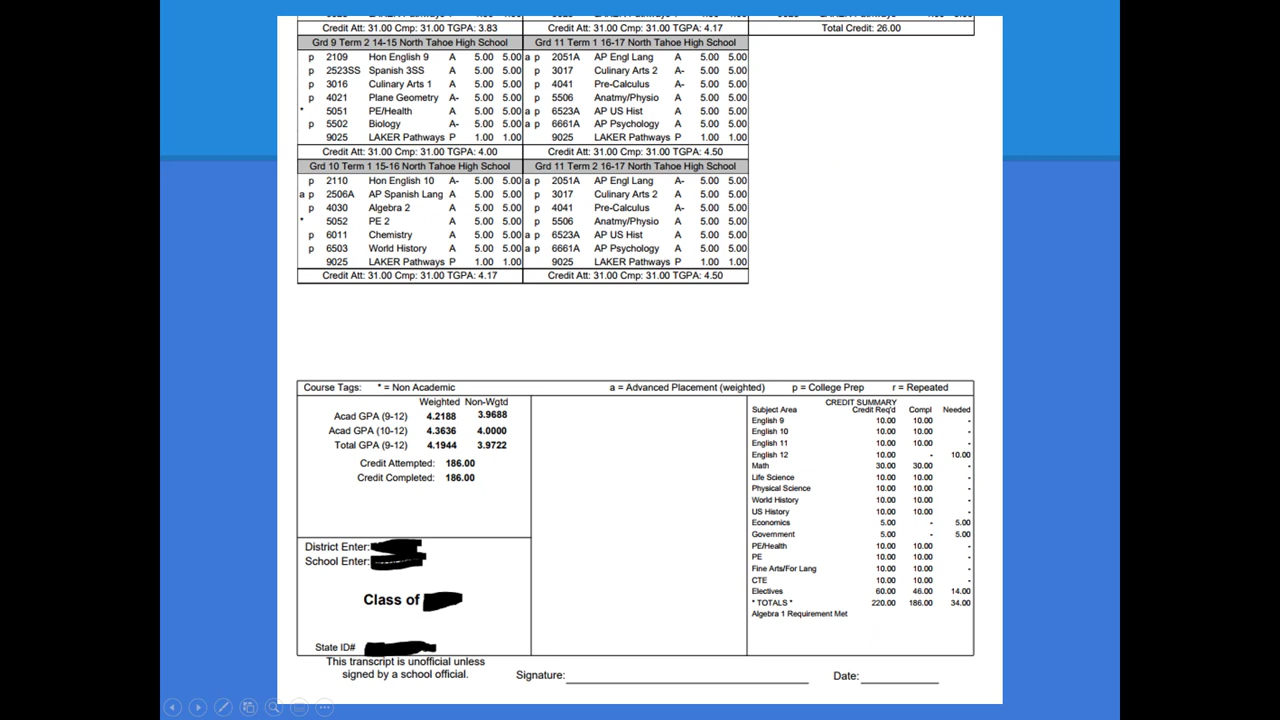 Credit Att: 31.00 Cmp: 31.00 TGPA: 3.83
Credit Att: 31.00 Cmp: 31.00 TGPA: 4.17
Total Credit: 26.00
Grd 9 Term 2 14-15 North Tahoe High School
p 2109 Hon English 9 A 5.00 5.00
p 2523SS Spanish 3SS A 5.00 5.00
p 3016 Culinary Arts 1 A 5.00 5.00
p 4021 Plane Geometry A- 5.00 5.00
* 5051 PE/Health A 5.00 5.00
p 5502 Biology A- 5.00 5.00
9025 LAKER Pathways P 1.00 1.00
Credit Att: 31.00 Cmp: 31.00 TGPA: 4.00
Grd 10 Term 1 15-16 North Tahoe High School
p 2110 Hon English 10 A- 5.00 5.00
a p 2506A AP Spanish Lang A 5.00 5.00
p 4030 Algebra 2 A 5.00 5.00
* 5052 PE 2 A 5.00 5.00
p 6011 Chemistry A 5.00 5.00
p 6503 World History A 5.00 5.00
9025 LAKER Pathways P 1.00 1.00
Credit Att: 31.00 Cmp: 31.00 TGPA: 4.17
Grd 11 Term 1 16-17 North Tahoe High School
a p 2051A AP Engl Lang A 5.00 5.00
p 3017 Culinary Arts 2 A- 5.00 5.00
p 4041 Pre-Calculus A- 5.00 5.00
p 5506 Anatmy/Physio A 5.00 5.00
a p 6523A AP US Hist A 5.00 5.00
a p 6661A AP Psychology A 5.00 5.00
9025 LAKER Pathways P 1.00 1.00
Credit Att: 31.00 Cmp: 31.00 TGPA: 4.50
Grd 11 Term 2 16-17 North Tahoe High School
a p 2051A AP Engl Lang A- 5.00 5.00
p 3017 Culinary Arts 2 A 5.00 5.00
p 4041 Pre-Calculus A- 5.00 5.00
p 5506 Anatmy/Physio A 5.00 5.00
a p 6523A AP US Hist A 5.00 5.00
a p 6661A AP Psychology A 5.00 5.00
9025 LAKER Pathways P 1.00 1.00
Credit Att: 31.00 Cmp: 31.00 TGPA: 4.50
Course Tags: * = Non Academic a = Advanced Placement (weighted) p = College Prep r = Repeated
Weighted Non-Wgtd
Acad GPA (9-12) 4.2188 3.9688
Acad GPA (10-12) 4.3636 4.0000
Total GPA (9-12) 4.1944 3.9722
Credit Attempted: 186.00
Credit Completed: 186.00
District Enter:
School Enter:
Class of
State ID#
CREDIT SUMMARY
Subject Area Credit Req'd Compl Needed
English 9 10.00 10.00 -
English 10 10.00 10.00 -
English 11 10.00 10.00 -
English 12 10.00 - 10.00
Math 30.00 30.00 -
Life Science 10.00 10.00 -
Physical Science 10.00 10.00 -
World History 10.00 10.00 -
US History 10.00 10.00 -
Economics 5.00 - 5.00
Government 5.00 - 5.00
PE/Health 10.00 10.00 -
PE 10.00 10.00 -
Fine Arts/For Lang 10.00 10.00 -
CTE 10.00 10.00 -
Electives 60.00 46.00 14.00
* TOTALS * 220.00 186.00 34.00
Algebra 1 Requirement Met
This transcript is unofficial unless
signed by a school official.
Signature:
Date: